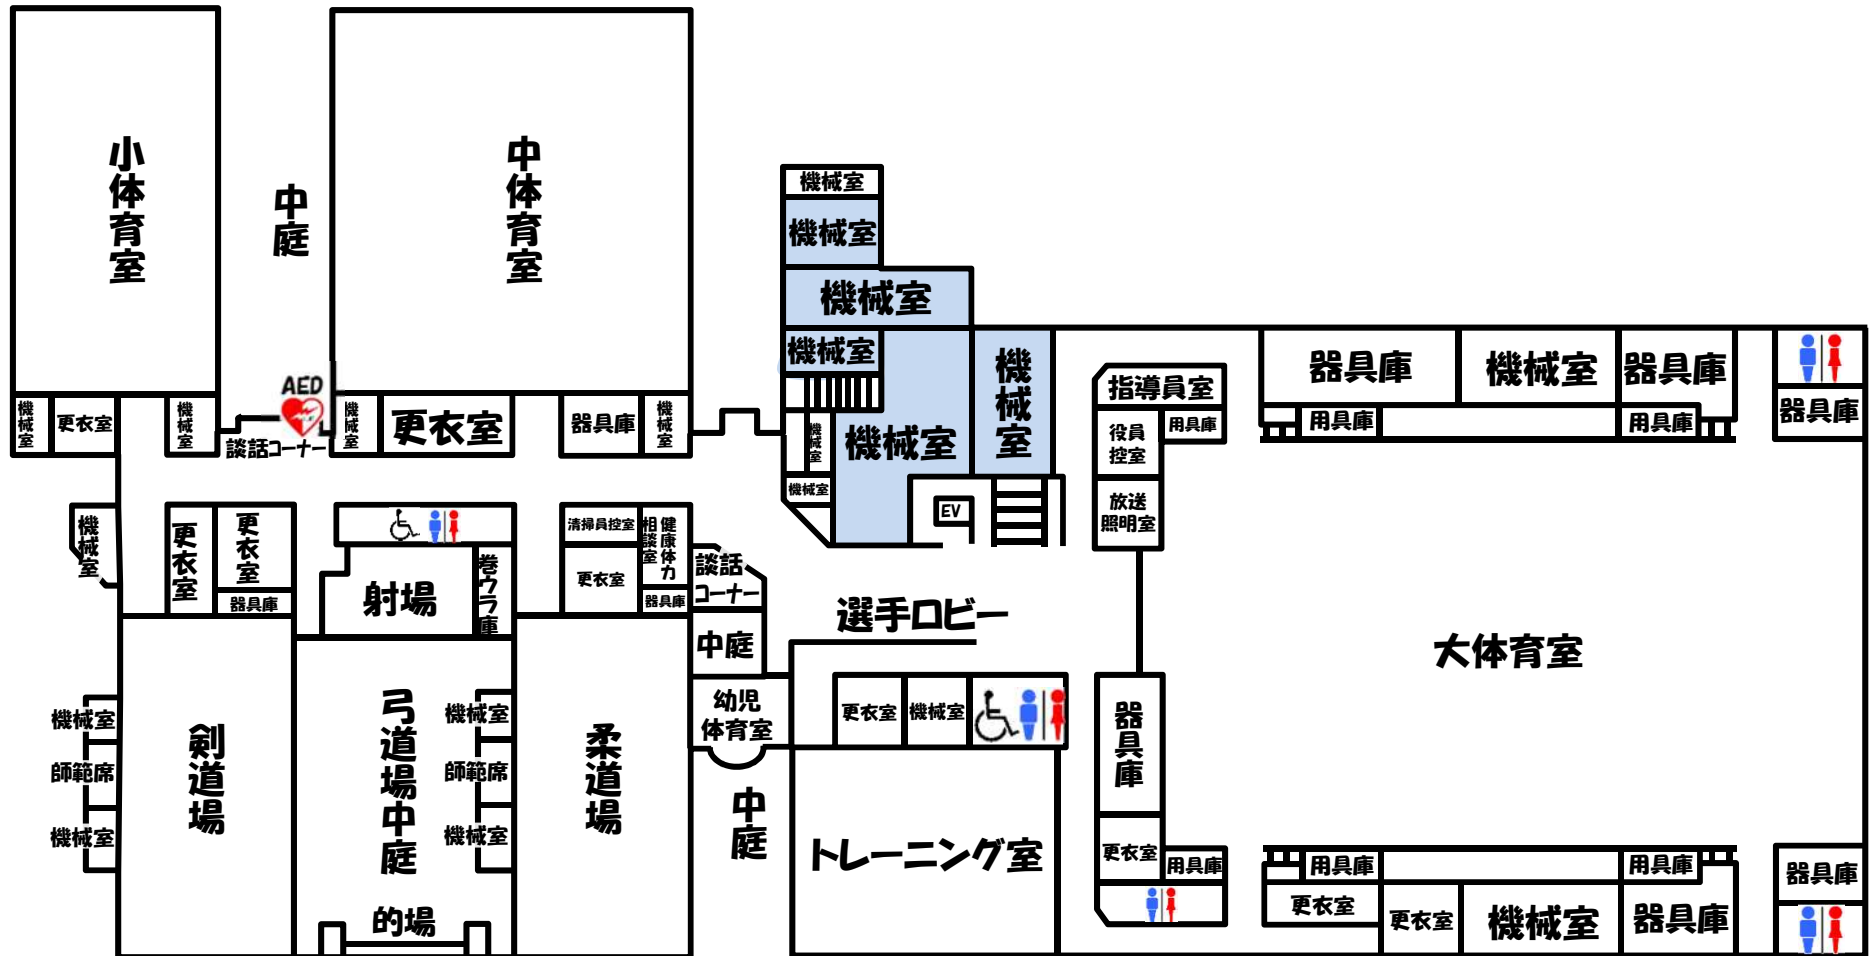 小体育室
中庭
中体育室
機械室
機械室
機械室
機械室
機械室
機械室
機械室
機械室
機械室
EV
AED
談話コーナー
機械室
更衣室
機械室
機械室
更衣室
器具庫
機械室
機械室
更衣室
更衣室
器具庫
射場
巻ワラ庫
清掃員控室
更衣室
健康体力
相談室
器具庫
談話
コーナー
中庭
幼児
体育室
中庭
選手ロビー
更衣室
機械室
トレーニング室
機械室
師範席
機械室
剣道場
弓道場中庭
的場
機械室
師範席
機械室
柔道場
指導員室
役員
控室
用具庫
放送
照明室
器具庫
機械室
器具庫
用具庫
用具庫
器具庫
大体育室
器具庫
更衣室
用具庫
用具庫
用具庫
更衣室
更衣室
機械室
器具庫
器具庫